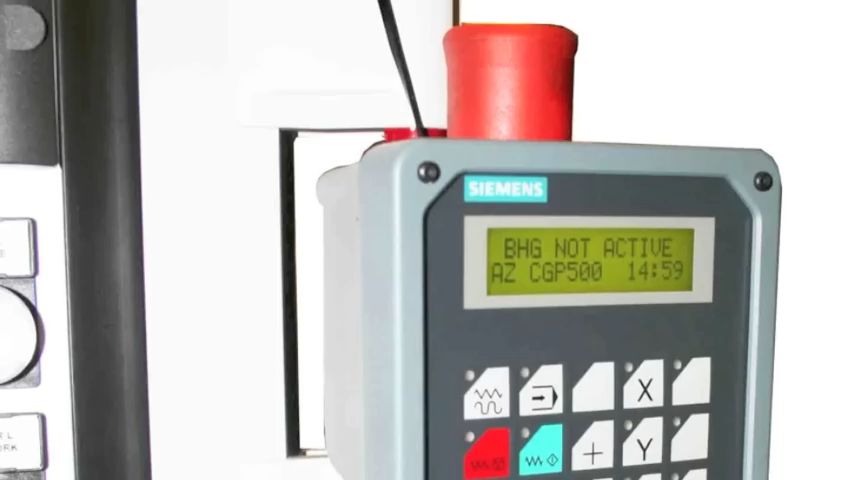 SIEMENS
BHG NOT ACTIVE
AZ CGP500 14:59
X
+
Y